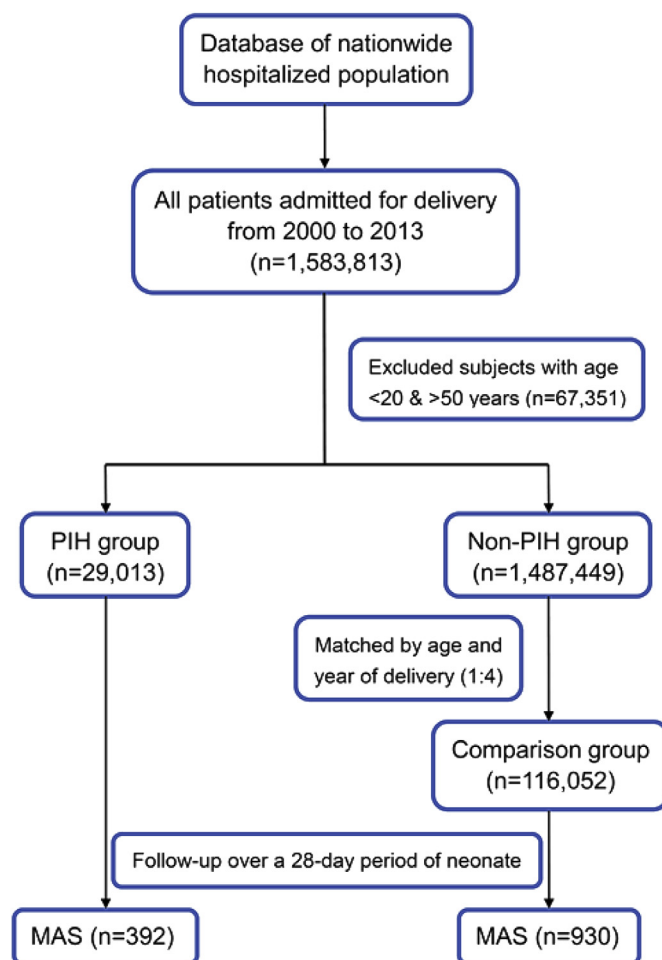 Database of nationwide
hospitalized population
All patients admitted for delivery
from 2000 to 2013
(n=1,583,813)
Excluded subjects with age
<20 & >50 years (n=67,351)
PIH group
(n=29,013)
Non-PIH group
(n=1,487,449)
Matched by age and
year of delivery (1:4)
Comparison group
(n=116,052)
Follow-up over a 28-day period of neonate
MAS (n=392)
MAS (n=930)